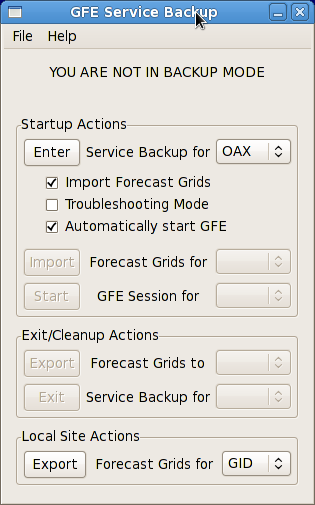 GFE Service Backup
File Help
YOU ARE NOT IN BACKUP MODE
Startup Actions
Enter Service Backup for OAX
Import Forecast Grids
Troubleshooting Mode
Automatically start GFE
Import Forecast Grids for
Start GFE Session for
Exit/Cleanup Actions
Export Forecast Grids to
Exit Service Backup for
Local Site Actions
Export Forecast Grids for GID